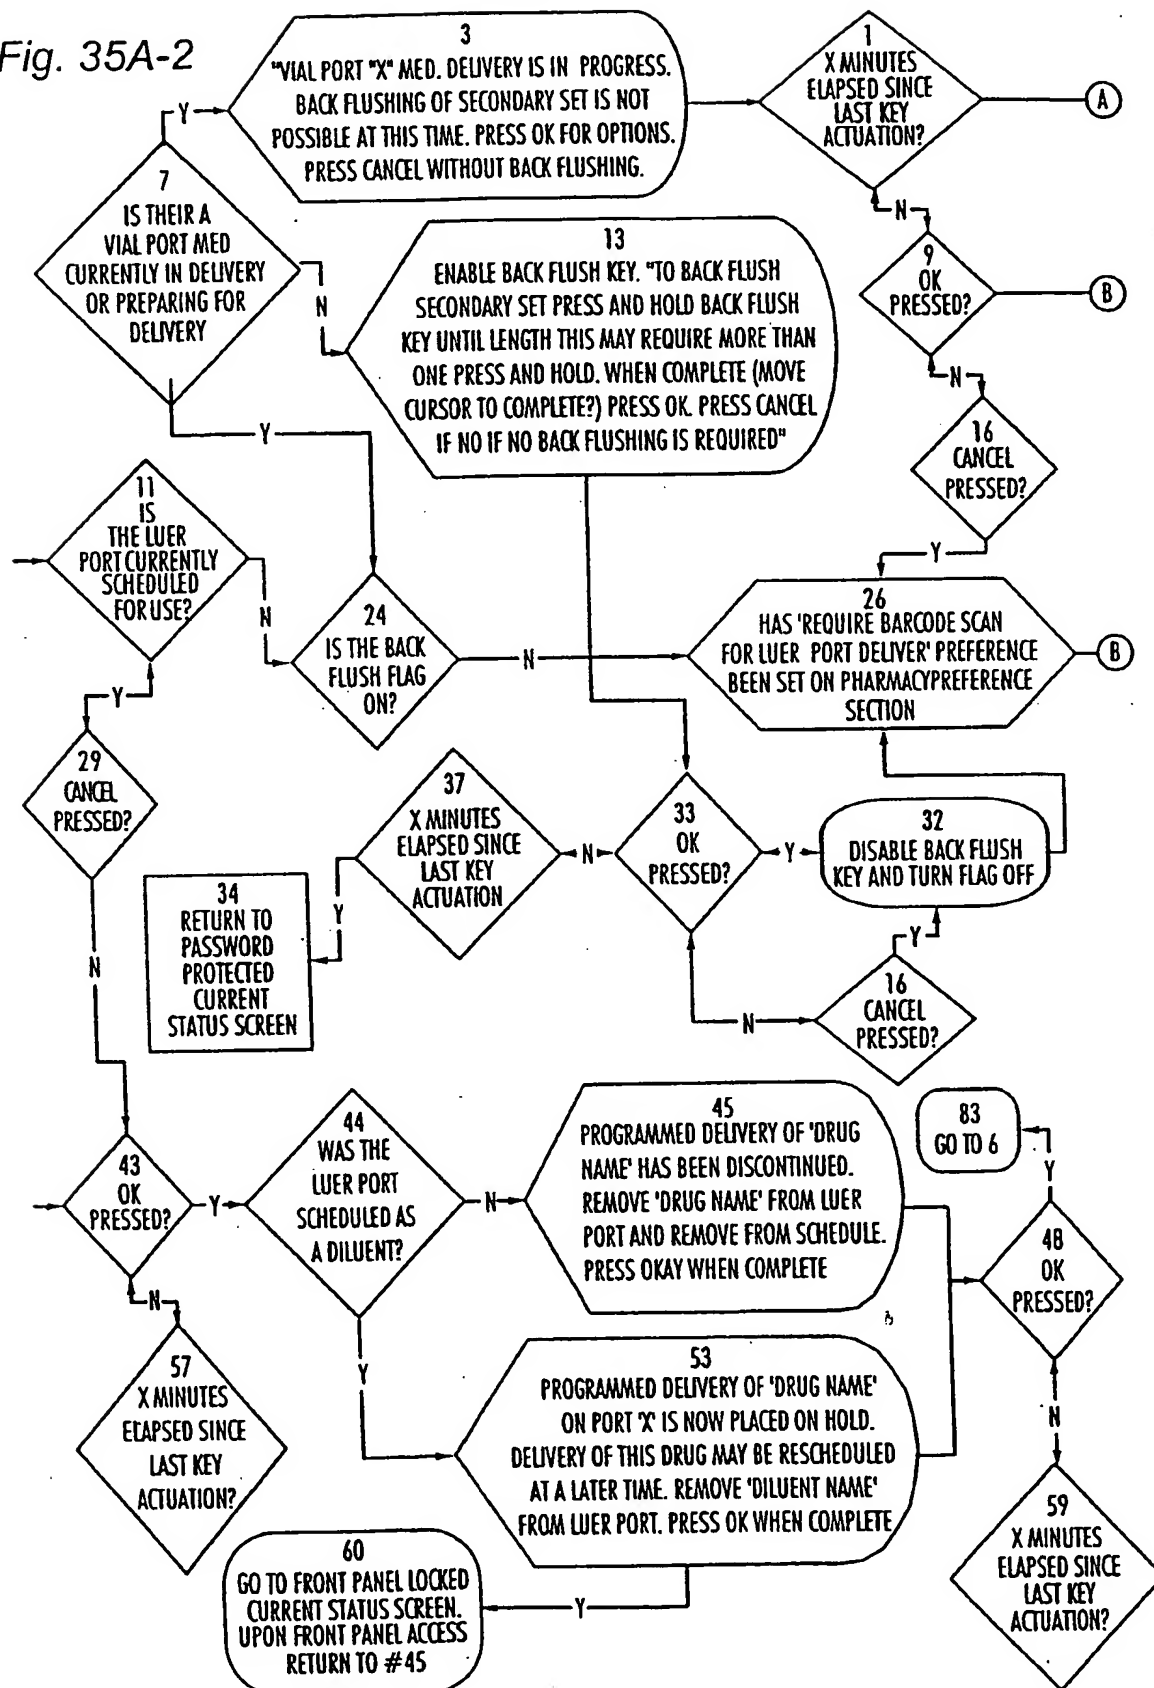 Fig. 35A-2
3
"VIAL PORT "X" MED. DELIVERY IS IN PROGRESS.
BACK FLUSHING OF SECONDARY SET IS NOT
POSSIBLE AT THIS TIME. PRESS OK FOR OPTIONS.
PRESS CANCEL WITHOUT BACK FLUSHING.
1
X MINUTES
ELAPSED SINCE
LAST KEY
ACTUATION?
A
Y
7
IS THEIR A
VIAL PORT MED
CURRENTLY IN DELIVERY
OR PREPARING FOR
DELIVERY
N
Y
13
ENABLE BACK FLUSH KEY. "TO BACK FLUSH
SECONDARY SET PRESS AND HOLD BACK FLUSH
KEY UNTIL LENGTH THIS MAY REQUIRE MORE THAN
ONE PRESS AND HOLD. WHEN COMPLETE (MOVE
CURSOR TO COMPLETE?) PRESS OK. PRESS CANCEL
IF NO IF NO BACK FLUSHING IS REQUIRED"
N
9
OK
PRESSED?
B
N
16
CANCEL
PRESSED?
Y
11
IS
THE LUER
PORT CURRENTLY
SCHEDULED
FOR USE?
N
Y
24
IS THE BACK
FLUSH FLAG
ON?
N
26
HAS 'REQUIRE BARCODE SCAN
FOR LUER PORT DELIVER' PREFERENCE
BEEN SET ON PHARMACYPREFERENCE
SECTION
B
29
CANCEL
PRESSED?
N
37
X MINUTES
ELAPSED SINCE
LAST KEY
ACTUATION
N
Y
33
OK
PRESSED?
Y
32
DISABLE BACK FLUSH
KEY AND TURN FLAG OFF
34
RETURN TO
PASSWORD
PROTECTED
CURRENT
STATUS SCREEN
Y
N
16
CANCEL
PRESSED?
43
OK
PRESSED?
Y
44
WAS THE
LUER PORT
SCHEDULED AS
A DILUENT?
N
45
PROGRAMMED DELIVERY OF 'DRUG
NAME' HAS BEEN DISCONTINUED.
REMOVE 'DRUG NAME' FROM LUER
PORT AND REMOVE FROM SCHEDULE.
PRESS OKAY WHEN COMPLETE
83
GO TO 6
Y
48
OK
PRESSED?
N
57
X MINUTES
ELAPSED SINCE
LAST KEY
ACTUATION?
Y
53
PROGRAMMED DELIVERY OF 'DRUG NAME'
ON PORT 'X' IS NOW PLACED ON HOLD.
DELIVERY OF THIS DRUG MAY BE RESCHEDULED
AT A LATER TIME. REMOVE 'DILUENT NAME'
FROM LUER PORT. PRESS OK WHEN COMPLETE
N
59
X MINUTES
ELAPSED SINCE
LAST KEY
ACTUATION?
60
GO TO FRONT PANEL LOCKED
CURRENT STATUS SCREEN.
UPON FRONT PANEL ACCESS
RETURN TO #45
Y